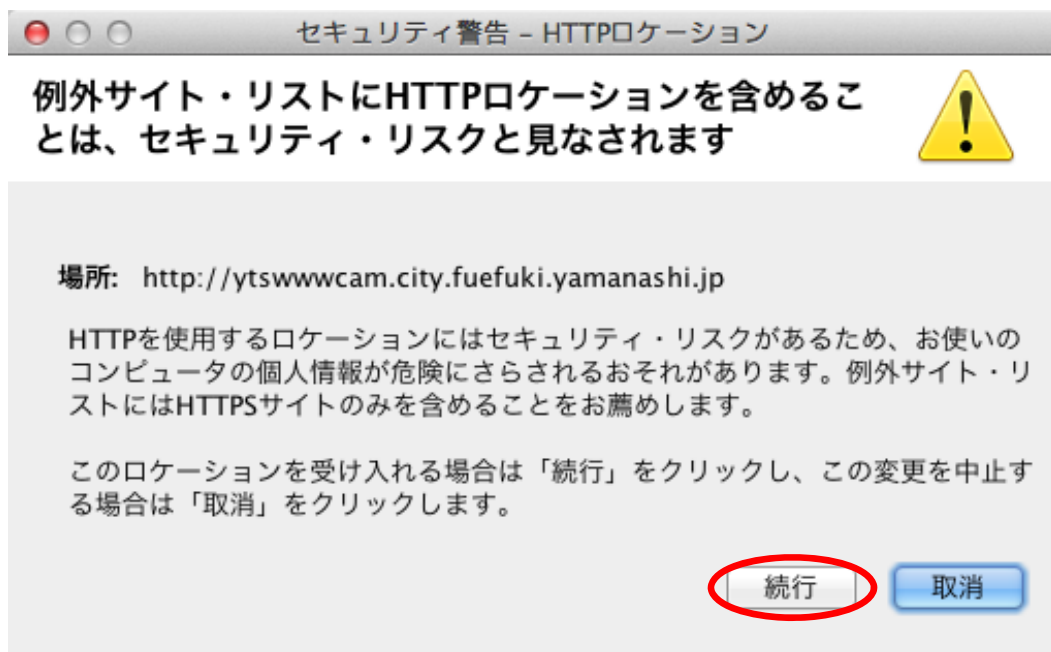 セキュリティ警告 – HTTPロケーション
例外サイト・リストにHTTPロケーションを含めるこ
とは、セキュリティ・リスクと見なされます
場所: http://ytswwwcam.city.fuefuki.yamanashi.jp
HTTPを使用するロケーションにはセキュリティ・リスクがあるため、お使いの
コンピュータの個人情報が危険にさらされるおそれがあります。例外サイト・リ
ストにはHTTPSサイトのみを含めることをお薦めします。
このロケーションを受け入れる場合は「続行」をクリックし、この変更を中止す
る場合は「取消」をクリックします。
続行 取消